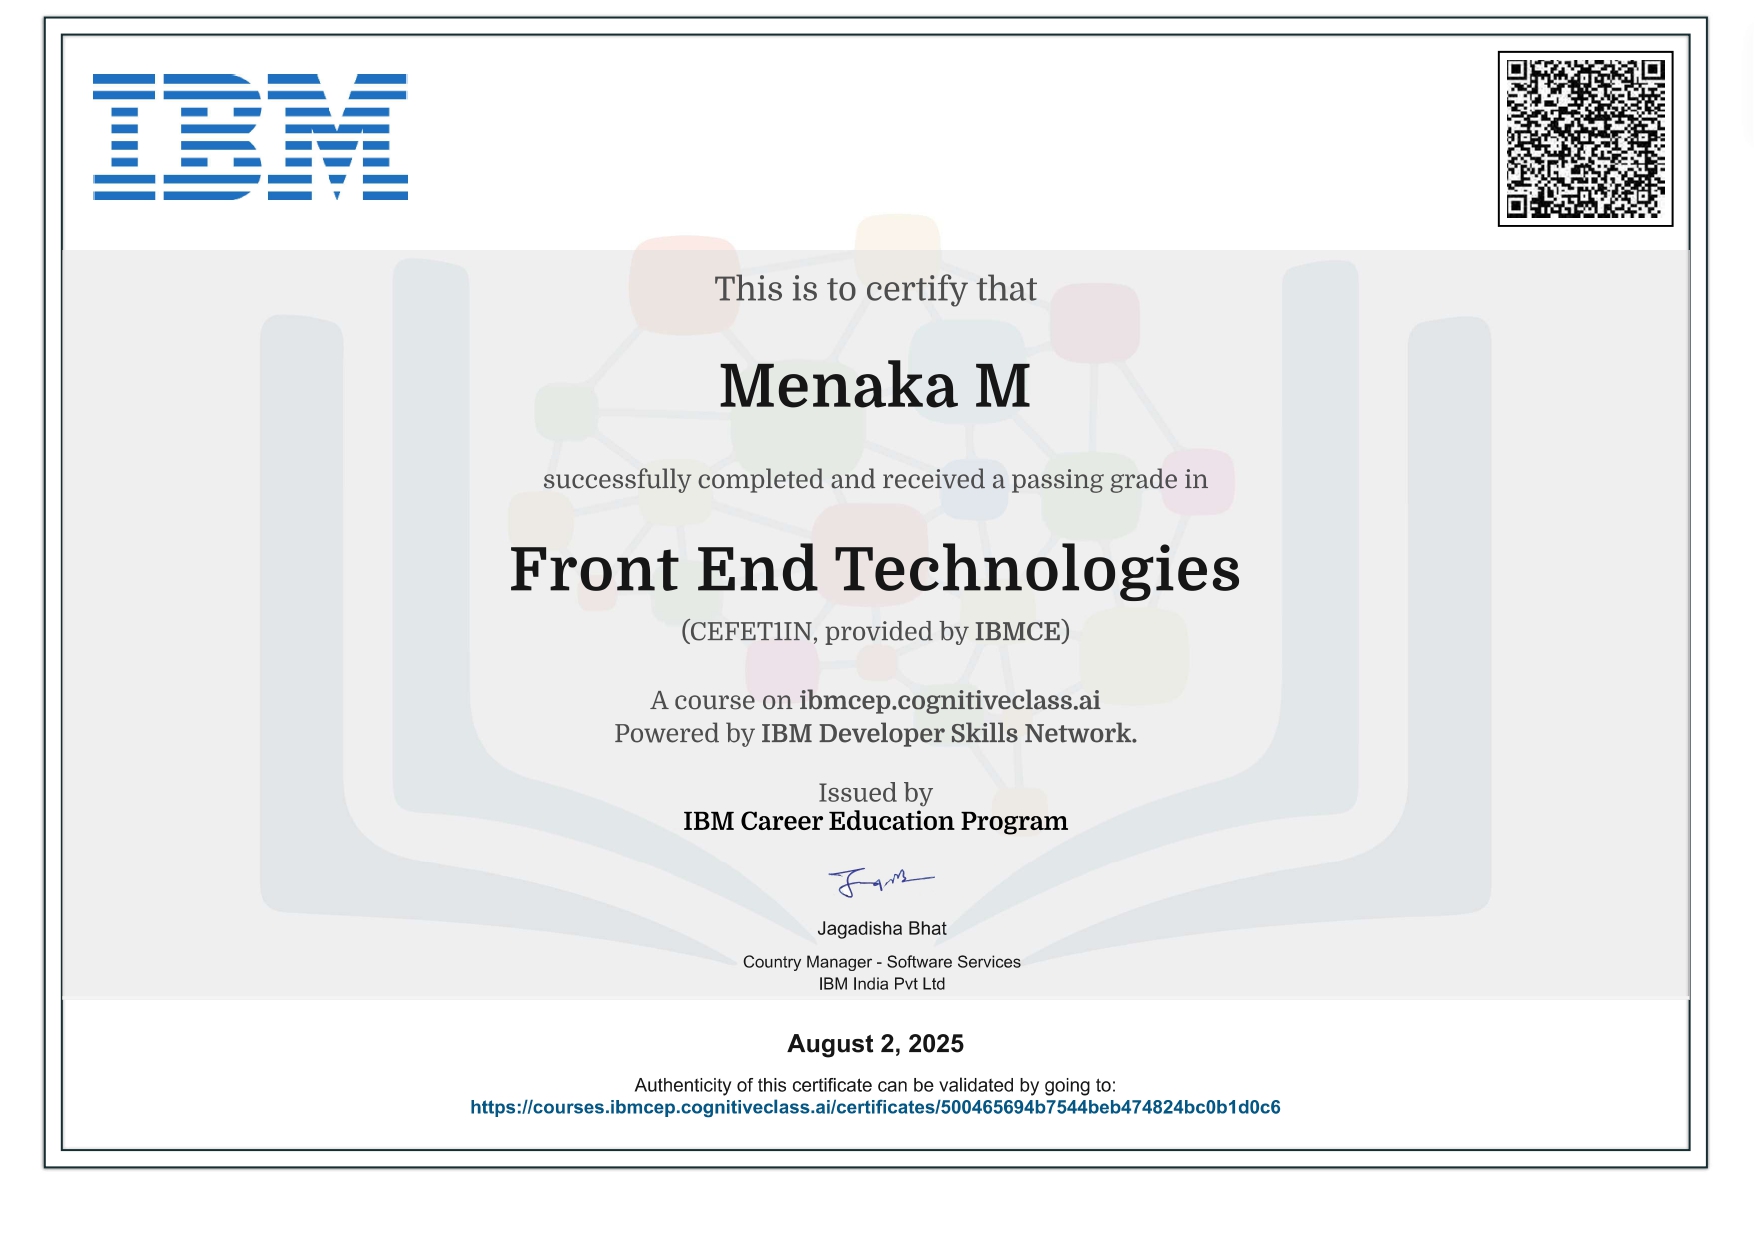 IBM
This is to certify that
Menaka M
successfully completed and received a passing grade in
Front End Technologies
(CEFET1IN, provided by IBMCE)
A course on ibmcep.cognitiveclass.ai
Powered by IBM Developer Skills Network.
Issued by
IBM Career Education Program
Jagadisha Bhat
Country Manager - Software Services
IBM India Pvt Ltd
August 2, 2025
Authenticity of this certificate can be validated by going to:
https://courses.ibmcep.cognitiveclass.ai/certificates/500465694b7544beb474824bc0b1d0c6